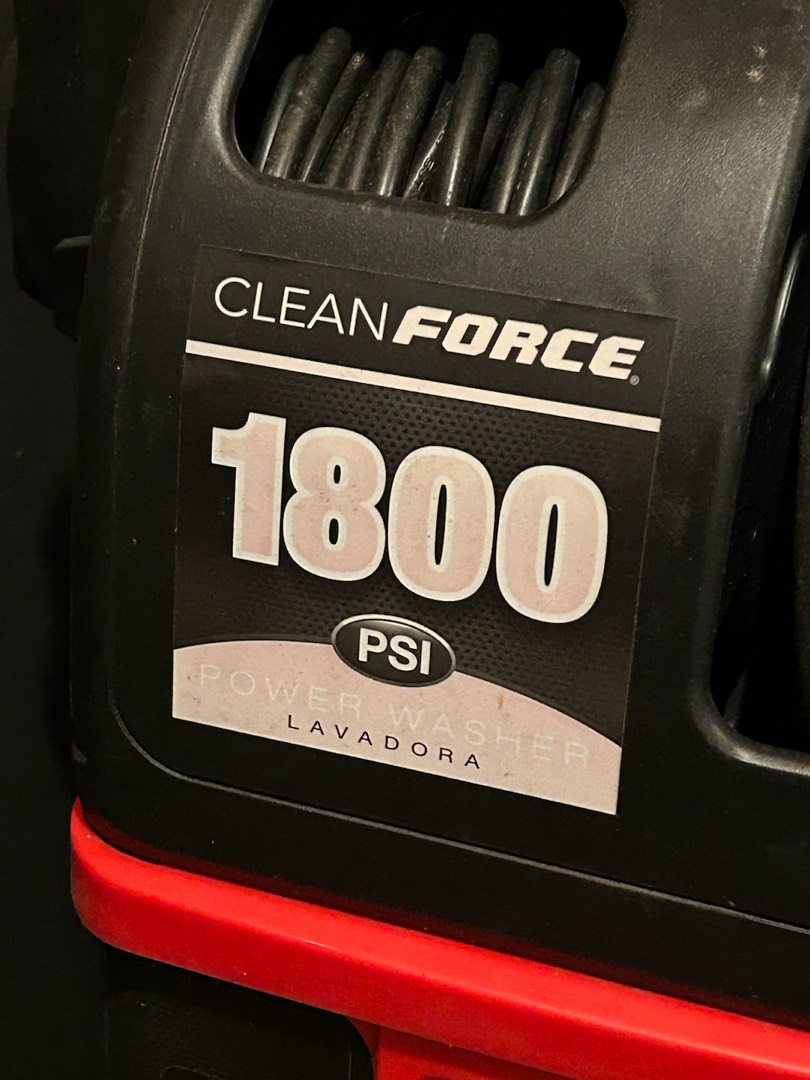 CLEAN FORCE®
1800
PSI
POWER WASHER
LAVADORA